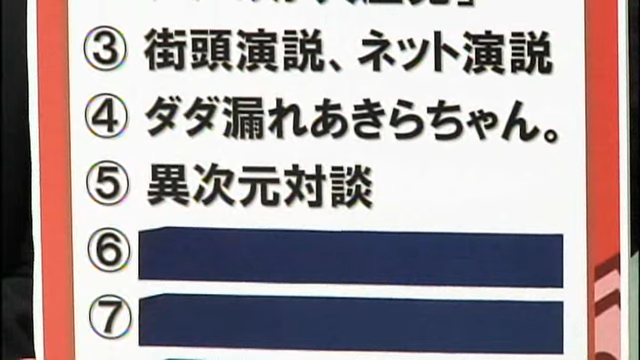 ③ 街頭演説、ネット演説
④ ダダ漏れあきらちゃん。
⑤ 異次元対談
⑥
⑦